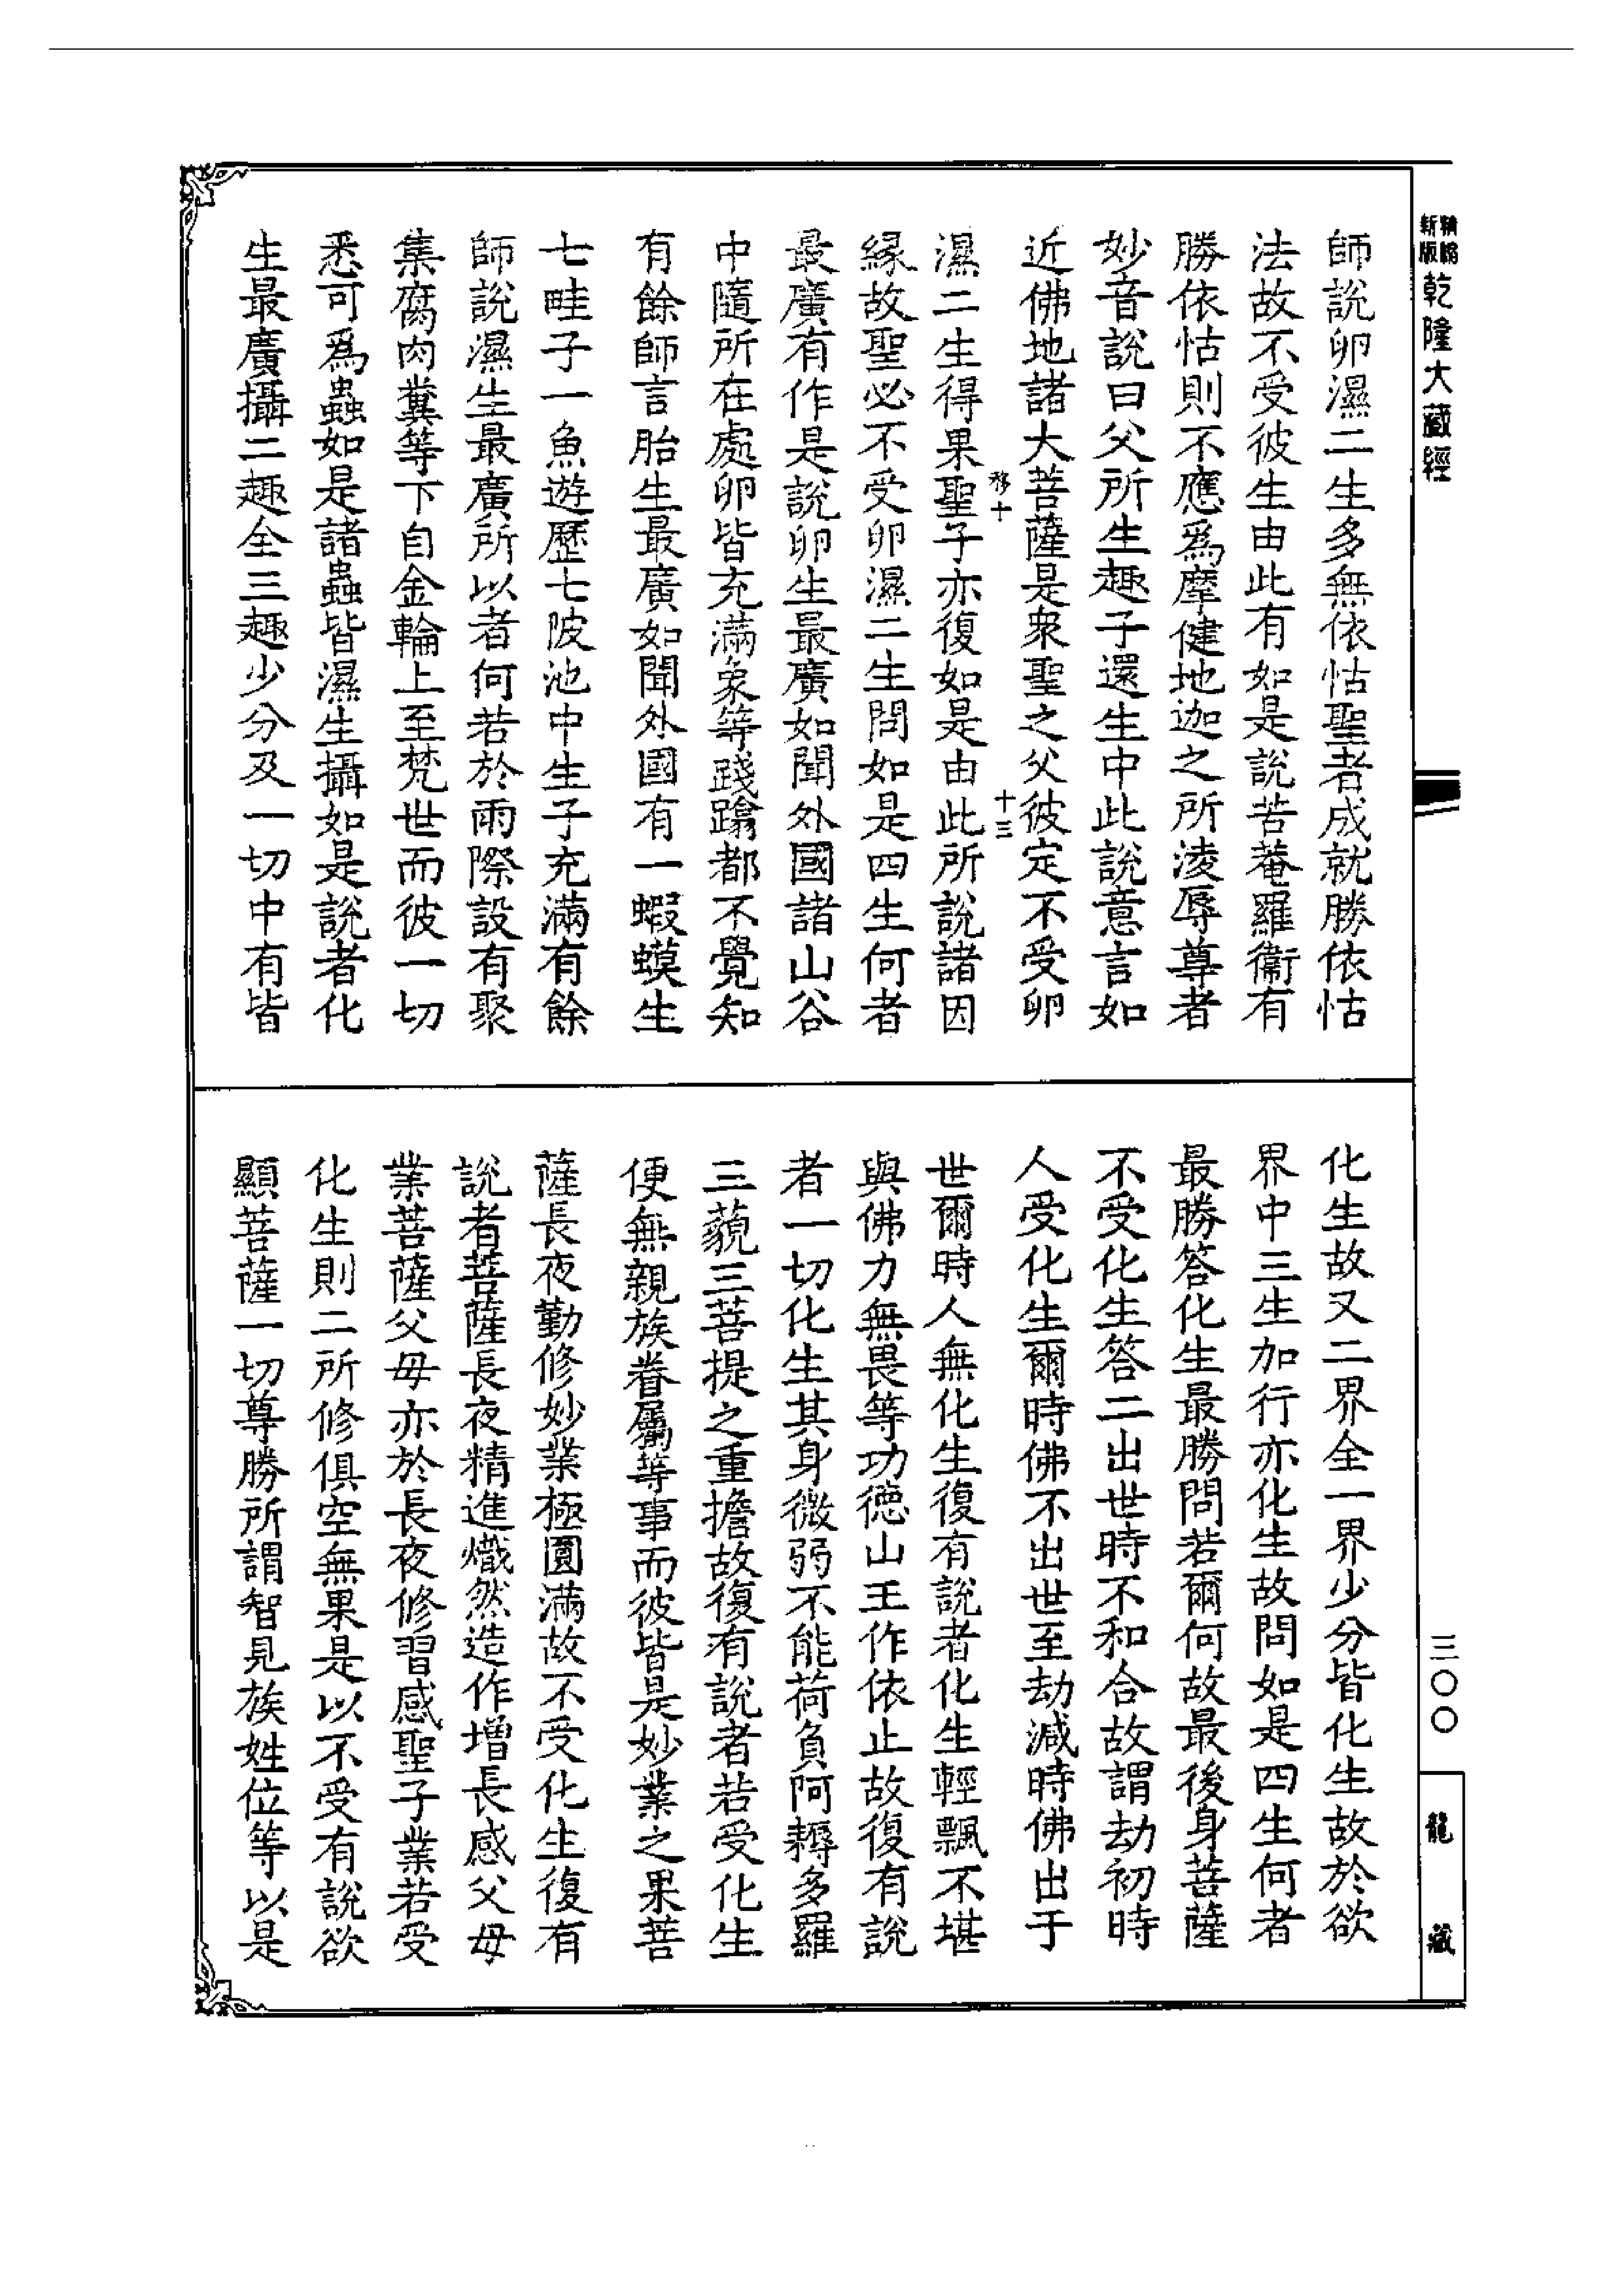 新版 精縮 乾隆大藏經
師說卵濕二生多無依怙聖者成就勝依怙
法故不受彼生由此有如是說苦菴羅衞有
勝依怙則不應爲摩健地迦之所淩辱尊者
妙音說曰父所生趣子還生中此說意言如
近佛地諸大菩薩是衆聖之父彼定不受卵
移十 十三
濕二生得果聖子亦復如是由此所說諸因
緣故聖必不受卵濕二生問如是四生何者
最廣有作是說卵生最廣如聞外國諸山谷
中隨所在處卵皆充滿象等踐蹹都不覺知
有餘師言胎生最廣如聞外國有一蝦蟆生
七畦子一魚遊歷七陂池中生子充滿有餘
師說濕生最廣所以者何若於雨際設有聚
集腐肉糞等下自金輪上至梵世而彼一切
悉可爲蟲如是諸蟲皆濕生攝如是說者化
生最廣攝二趣全三趣少分及一切中有皆
化生故又二界全一界少分皆化生故於欲
界中三生加行亦化生故問如是四生何者
最勝答化生最勝問若爾何故最後身菩薩
不受化生答二出世時不和合故謂劫初時
人受化生爾時佛不出世至劫減時佛出于
世爾時人無化生復有說者化生輕飄不堪
與佛力無畏等功德山王作依止故復有說
者一切化生其身微弱不能荷負阿耨多羅
三藐三菩提之重擔故復有說者若受化生
便無親族眷屬等事而彼皆是妙業之果菩
薩長夜勤修妙業極圓滿故不受化生復有
說者菩薩長夜精進熾然造作增長感父母
業菩薩父母亦於長夜修習感聖子業若受
化生則二所修俱空無果是以不受有說欲
顯菩薩一切尊勝所謂智見族姓位等以是
三〇〇
龍藏